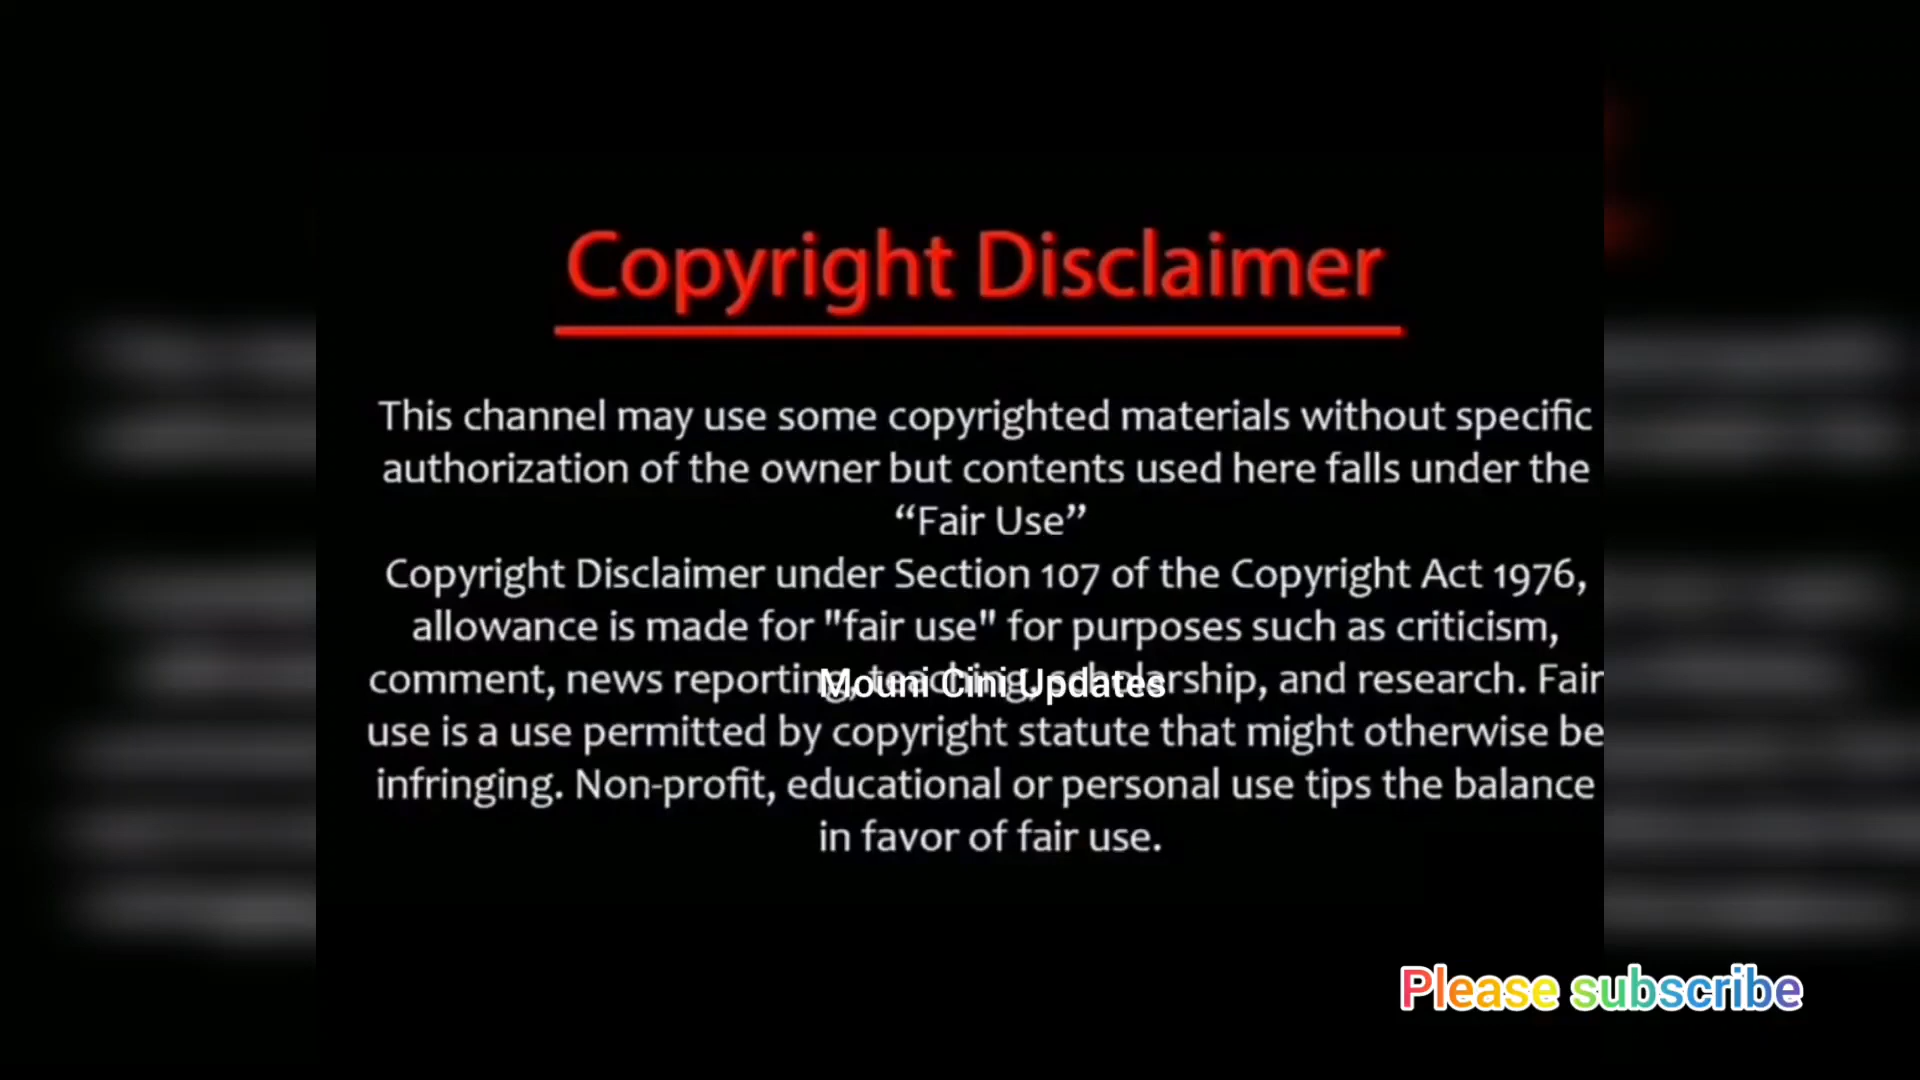 Copyright Disclaimer
This channel may use some copyrighted materials without specific
authorization of the owner but contents used here falls under the
“Fair Use”
Copyright Disclaimer under Section 107 of the Copyright Act 1976,
allowance is made for "fair use" for purposes such as criticism,
comment, news reporting, teaching, scholarship, and research. Fair
Mouni Cini Updates
use is a use permitted by copyright statute that might otherwise be
infringing. Non-profit, educational or personal use tips the balance
in favor of fair use.
Please subscribe